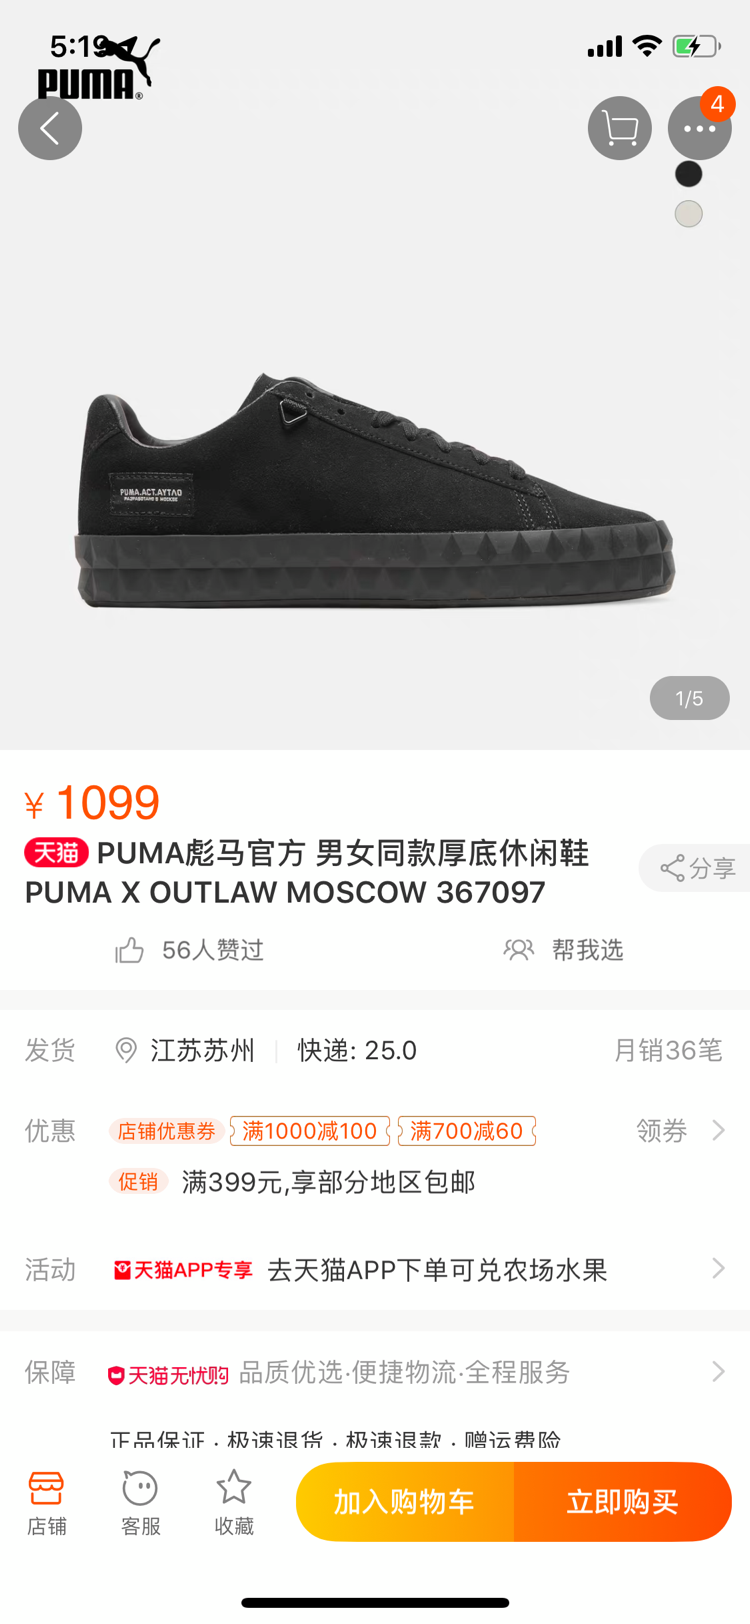 5:19
PUMA®
4
PUMA.ACT.AYTAO
1/5
¥ 1099
天猫 PUMA彪马官方 男女同款厚底休闲鞋
PUMA X OUTLAW MOSCOW 367097
分享
56人赞过 帮我选
发货 江苏苏州 快递: 25.0 月销36笔
优惠 店铺优惠券 满1000减100 满700减60 领券
促销 满399元,享部分地区包邮
活动 天猫APP专享 去天猫APP下单可兑农场水果
保障 天猫无忧购 品质优选·便捷物流·全程服务
正品保证 · 极速退货 · 极速退款 · 赠运费险
店铺 客服 收藏 加入购物车 立即购买